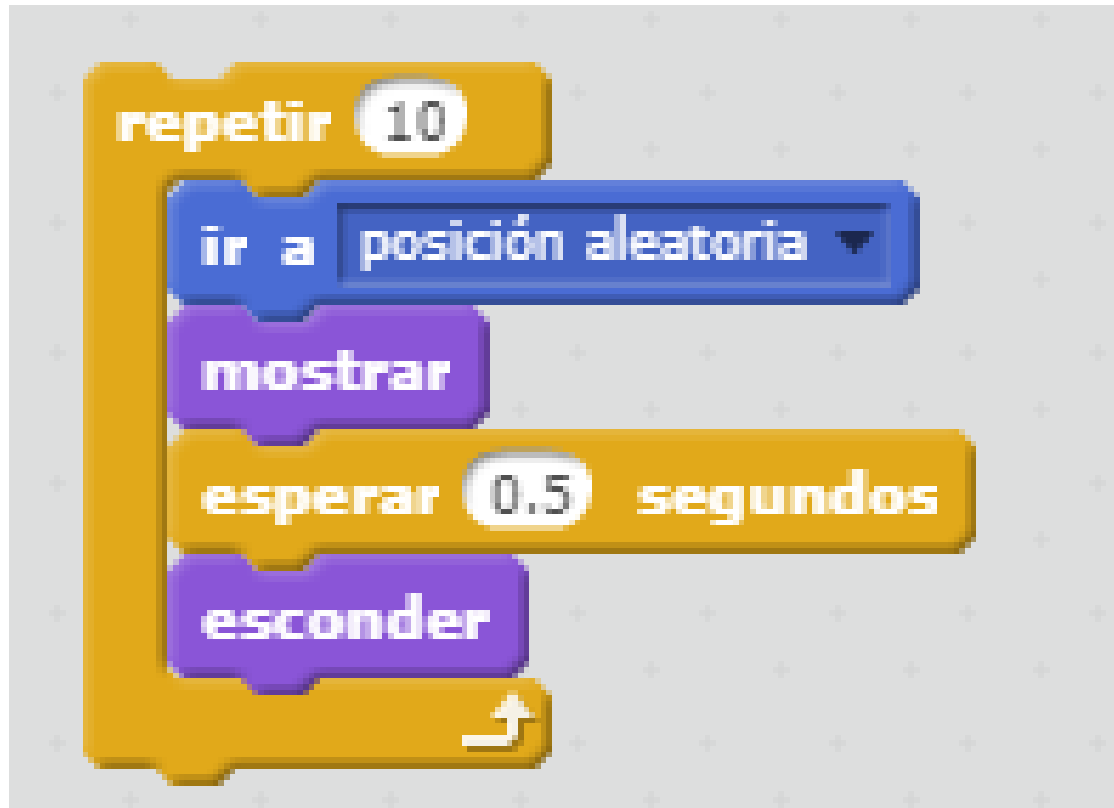 repetir 10
ir a posición aleatoria
mostrar
esperar 0.5 segundos
esconder